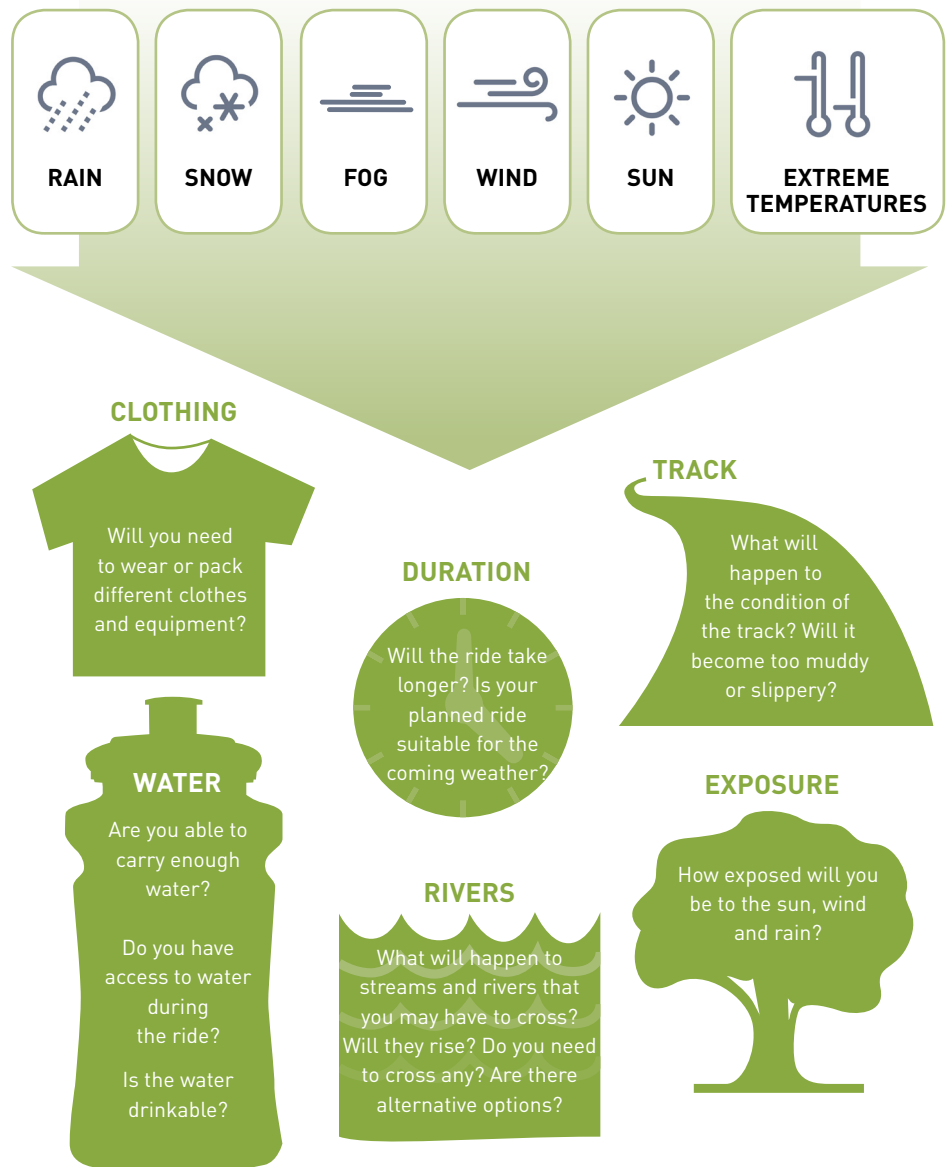 RAIN
SNOW
FOG
WIND
SUN
EXTREME
TEMPERATURES
CLOTHING
Will you need
to wear or pack
different clothes
and equipment?
DURATION
Will the ride take
longer? Is your
planned ride
suitable for the
coming weather?
TRACK
What will
happen to
the condition of
the track? Will it
become too muddy
or slippery?
WATER
Are you able to
carry enough
water?
Do you have
access to water
during
the ride?
Is the water
drinkable?
RIVERS
What will happen to
streams and rivers that
you may have to cross?
Will they rise? Do you need
to cross any? Are there
alternative options?
EXPOSURE
How exposed will you
be to the sun, wind
and rain?